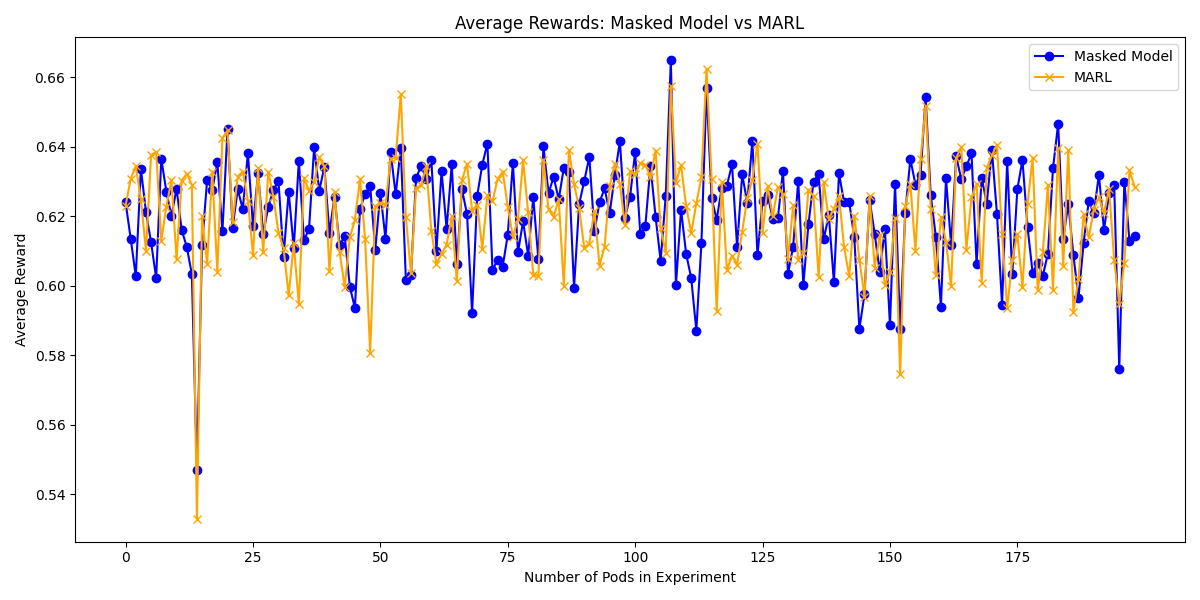 Average Rewards: Masked Model vs MARL
Masked Model
MARL
Average Reward
0.66
0.64
0.62
0.60
0.58
0.56
0.54
0 25 50 75 100 125 150 175
Number of Pods in Experiment